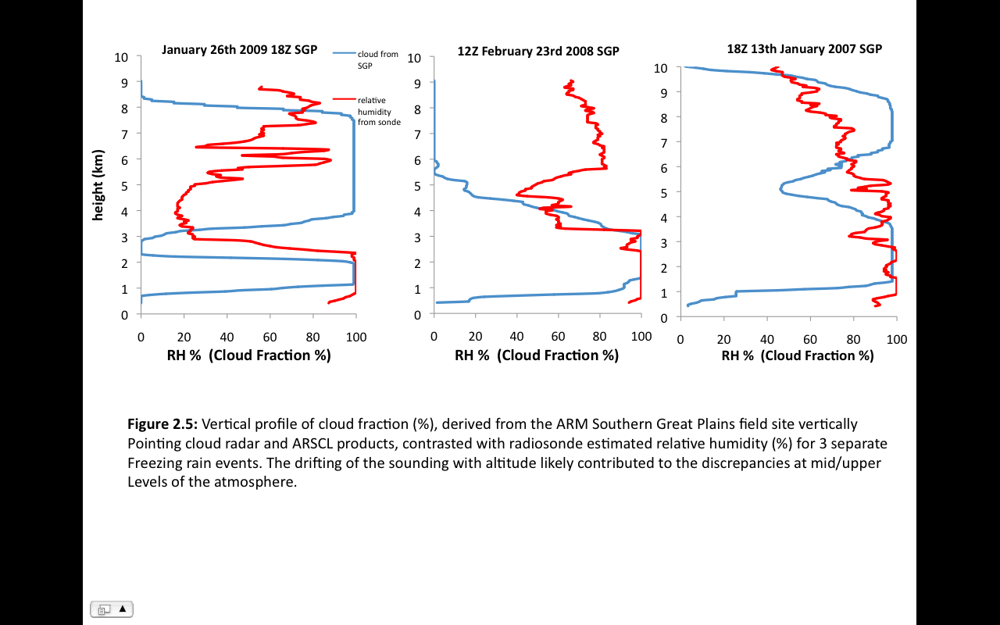 January 26th 2009 18Z SGP
cloud from
SGP
relative
humidity
from sonde
height (km)
10
9
8
7
6
5
4
3
2
1
0
0 20 40 60 80 100
RH % (Cloud Fraction %)
12Z February 23rd 2008 SGP
10
9
8
7
6
5
4
3
2
1
0
0 20 40 60 80 100
RH % (Cloud Fraction %)
18Z 13th January 2007 SGP
10
9
8
7
6
5
4
3
2
1
0
0 20 40 60 80 100
RH % (Cloud Fraction %)
Figure 2.5: Vertical profile of cloud fraction (%), derived from the ARM Southern Great Plains field site vertically
Pointing cloud radar and ARSCL products, contrasted with radiosonde estimated relative humidity (%) for 3 separate
Freezing rain events. The drifting of the sounding with altitude likely contributed to the discrepancies at mid/upper
Levels of the atmosphere.